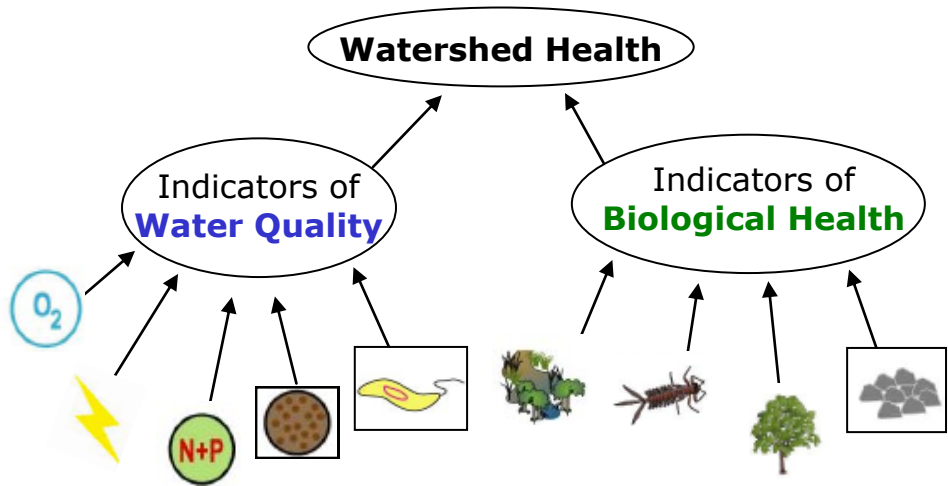 Watershed Health
Indicators of
Water Quality
Indicators of
Biological Health
O₂
N+P